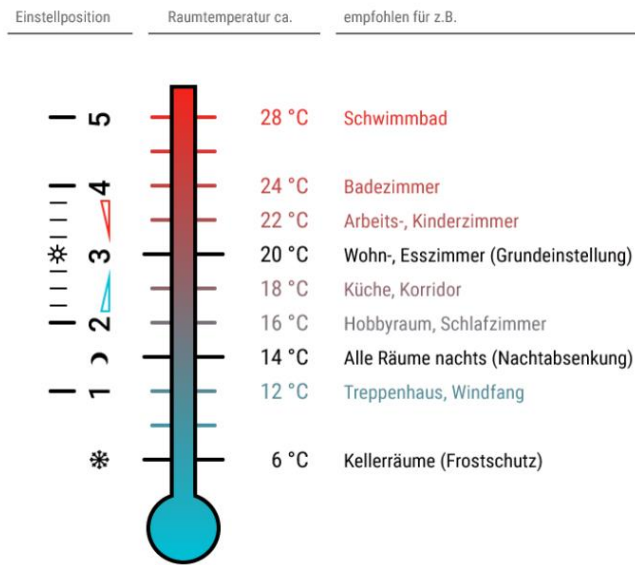 Einstellposition Raumtemperatur ca. empfohlen für z.B.
5 28 °C Schwimmbad
4 24 °C Badezimmer
22 °C Arbeits-, Kinderzimmer
3 20 °C Wohn-, Esszimmer (Grundeinstellung)
18 °C Küche, Korridor
2 16 °C Hobbyraum, Schlafzimmer
14 °C Alle Räume nachts (Nachtabsenkung)
1 12 °C Treppenhaus, Windfang
6 °C Kellerräume (Frostschutz)